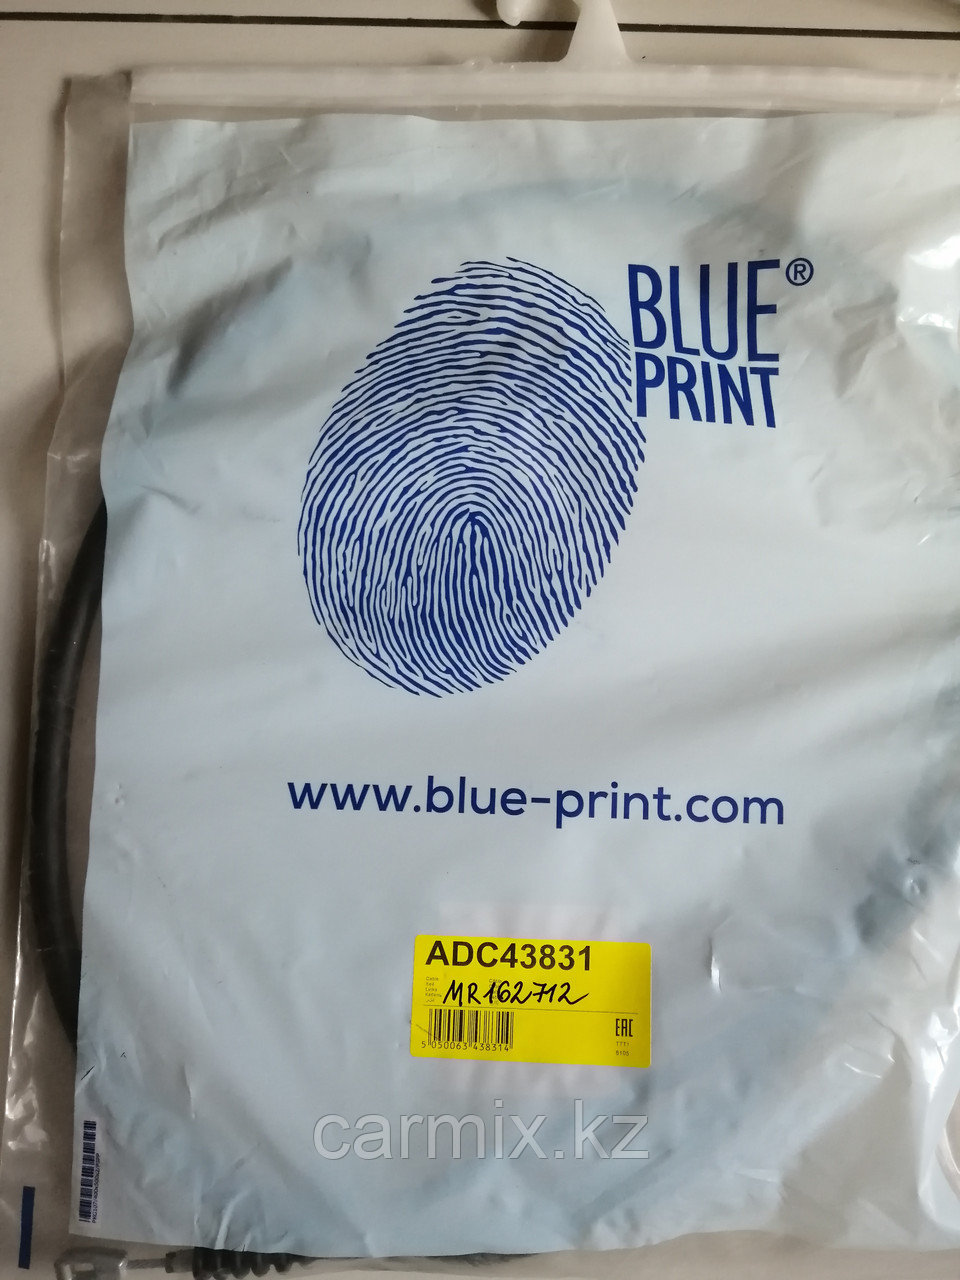 BLUE®
PRINT
www.blue-print.com
ADC43831
MR162712
5 050063 438314
EAC
carmix.kz